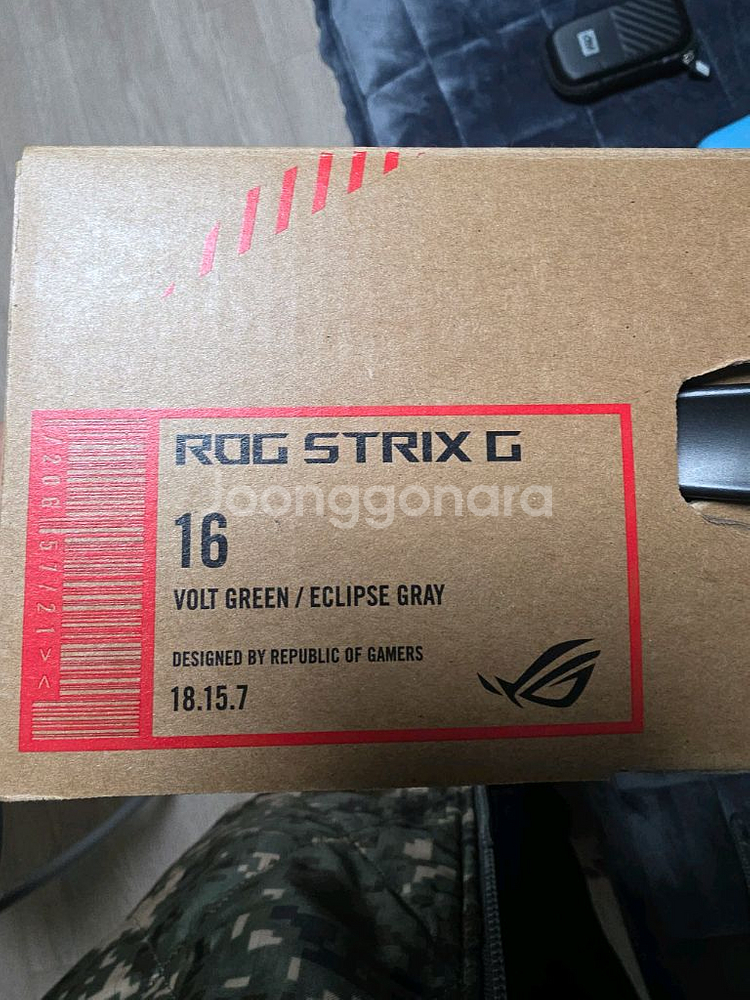 ROG STRIX G
Joonggonara
16
VOLT GREEN / ECLIPSE GRAY
DESIGNED BY REPUBLIC OF GAMERS
18.15.7